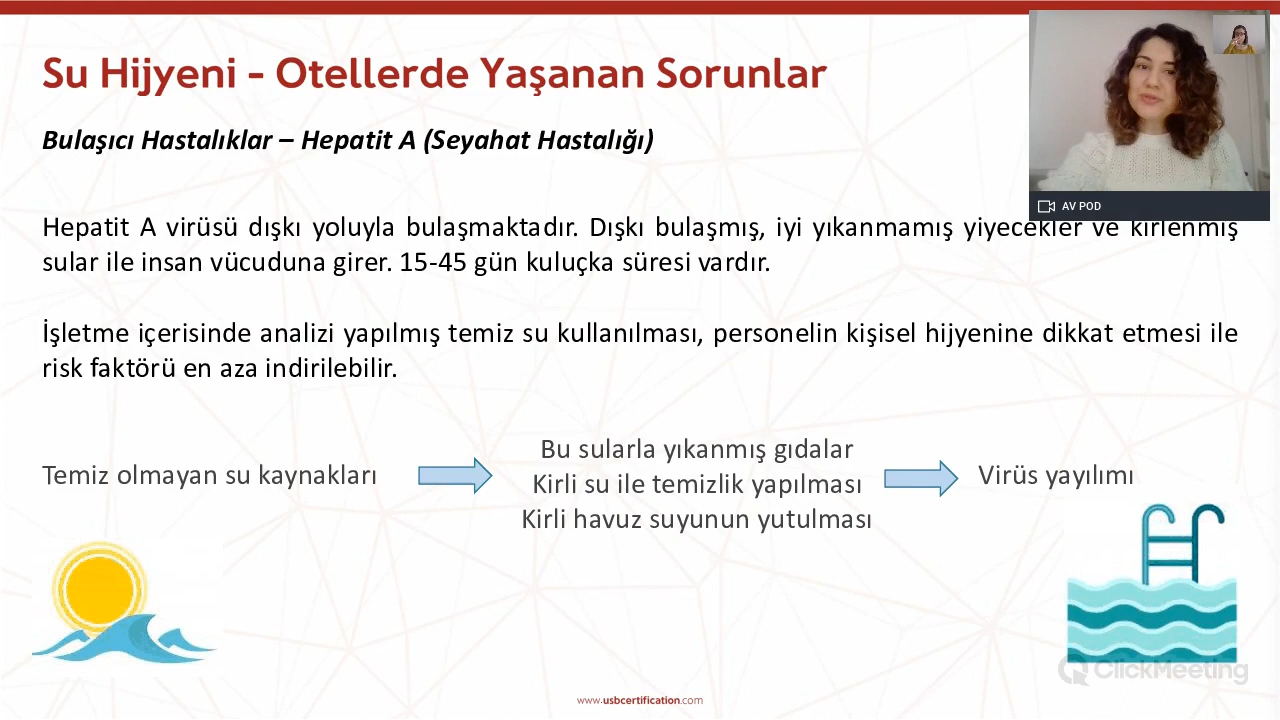 Su Hijyeni - Otellerde Yaşanan Sorunlar
Bulaşıcı Hastalıklar – Hepatit A (Seyahat Hastalığı)
AV POD
Hepatit A virüsü dışkı yoluyla bulaşmaktadır. Dışkı bulaşmış, iyi yıkanmamış yiyecekler ve kirlenmiş
sular ile insan vücuduna girer. 15-45 gün kuluçka süresi vardır.
İşletme içerisinde analizi yapılmış temiz su kullanılması, personelin kişisel hijyenine dikkat etmesi ile
risk faktörü en aza indirilebilir.
Temiz olmayan su kaynakları
Bu sularla yıkanmış gıdalar
Kirli su ile temizlik yapılması
Kirli havuz suyunun yutulması
Virüs yayılımı
ClickMeeting
www.usbcertification.com